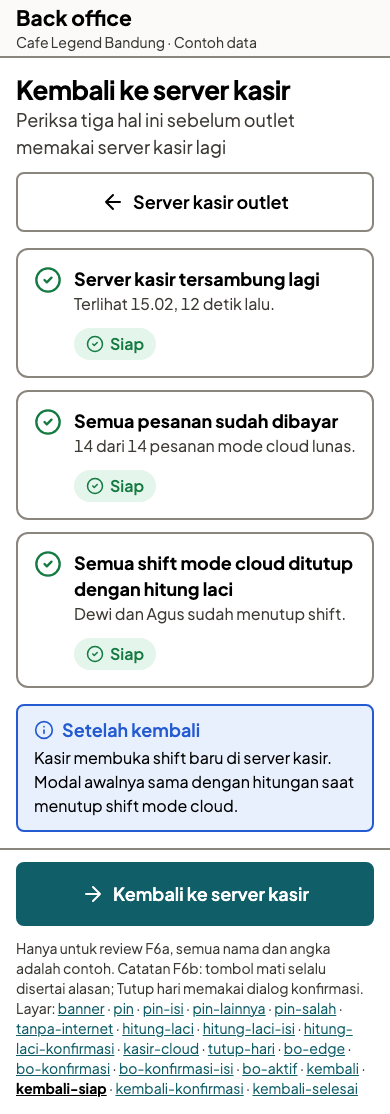 Back office
Cafe Legend Bandung · Contoh data
Kembali ke server kasir
Periksa tiga hal ini sebelum outlet
memakai server kasir lagi
← Server kasir outlet
Server kasir tersambung lagi
Terlihat 15.02, 12 detik lalu.
Siap
Semua pesanan sudah dibayar
14 dari 14 pesanan mode cloud lunas.
Siap
Semua shift mode cloud ditutup
dengan hitung laci
Dewi dan Agus sudah menutup shift.
Siap
Setelah kembali
Kasir membuka shift baru di server kasir.
Modal awalnya sama dengan hitungan saat
menutup shift mode cloud.
→ Kembali ke server kasir
Hanya untuk review F6a, semua nama dan angka
adalah contoh. Catatan F6b: tombol mati selalu
disertai alasan; Tutup hari memakai dialog konfirmasi.
Layar: banner · pin · pin-isi · pin-lainnya · pin-salah ·
tanpa-internet · hitung-laci · hitung-laci-isi · hitung-
laci-konfirmasi · kasir-cloud · tutup-hari · bo-edge ·
bo-konfirmasi · bo-konfirmasi-isi · bo-aktif · kembali ·
kembali-siap · kembali-konfirmasi · kembali-selesai